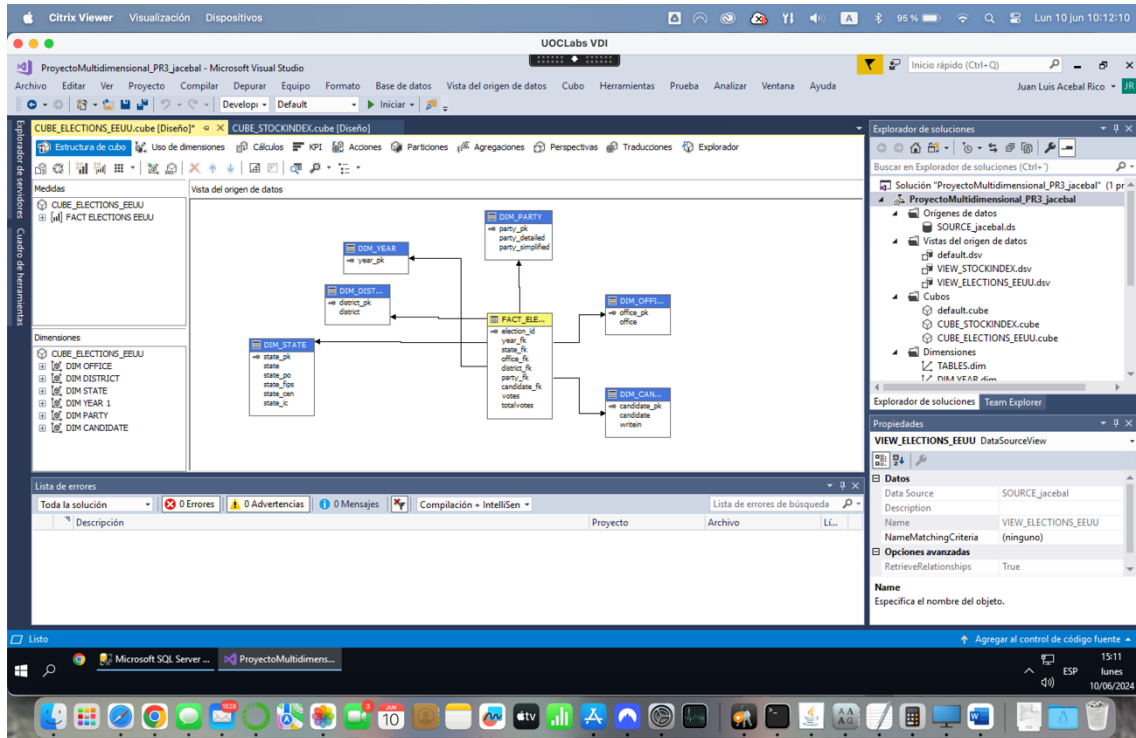 Citrix Viewer Visualización Dispositivos
A 95 % Lun 10 jun 10:12:10
UOCLabs VDI
ProyectoMultidimensional_PR3_jacebal - Microsoft Visual Studio
Inicio rápido (Ctrl+Q)
Archivo Editar Ver Proyecto Compilar Depurar Equipo Formato Base de datos Vista del origen de datos Cubo Herramientas Prueba Analizar Ventana Ayuda
Juan Luis Acebal Rico JR
Developi Default Iniciar
Explorador de servidores
Cuadro de herramientas
CUBE_ELECTIONS_EEUU.cube [Diseño]* CUBE_STOCKINDEX.cube [Diseño]
Estructura de cubo Uso de dimensiones Cálculos KPI Acciones Particiones Agregaciones Perspectivas Traducciones Explorador
Medidas
CUBE_ELECTIONS_EEUU
FACT ELECTIONS EEUU
Dimensiones
CUBE_ELECTIONS_EEUU
DIM OFFICE
DIM DISTRICT
DIM STATE
DIM YEAR 1
DIM PARTY
DIM CANDIDATE
Vista del origen de datos
DIM_PARTY
party_pk
party_detailed
party_simplified
DIM_YEAR
year_pk
DIM_DIST...
district_pk
district
DIM_OFFI...
office_pk
office
FACT_ELE...
election_id
year_fk
state_fk
office_fk
district_fk
party_fk
candidate_fk
votes
totalvotes
DIM_STATE
state_pk
state
state_po
state_fips
state_cen
state_ic
DIM_CAN...
candidate_pk
candidate
writein
Lista de errores
Toda la solución 0 Errores 0 Advertencias 0 Mensajes Compilación + IntelliSen
Lista de errores de búsqueda
Descripción Proyecto Archivo Lí...
Explorador de soluciones
Buscar en Explorador de soluciones (Ctrl+´)
Solución "ProyectoMultidimensional_PR3_jacebal" (1 pr
ProyectoMultidimensional_PR3_jacebal
Orígenes de datos
SOURCE_jacebal.ds
Vistas del origen de datos
default.dsv
VIEW_STOCKINDEX.dsv
VIEW_ELECTIONS_EEUU.dsv
Cubos
default.cube
CUBE_STOCKINDEX.cube
CUBE_ELECTIONS_EEUU.cube
Dimensiones
TABLES.dim
DIM YEAR.dim
Explorador de soluciones Team Explorer
Propiedades
VIEW_ELECTIONS_EEUU DataSourceView
Datos
Data Source SOURCE_jacebal
Description
Name VIEW_ELECTIONS_EEUU
NameMatchingCriteria (ninguno)
Opciones avanzadas
RetrieveRelationships True
Name
Especifica el nombre del objeto.
Listo
Agregar al control de código fuente
Microsoft SQL Server ... ProyectoMultidimens...
ESP
15:11
lunes
10/06/2024
1528
3
JUN
10
tv